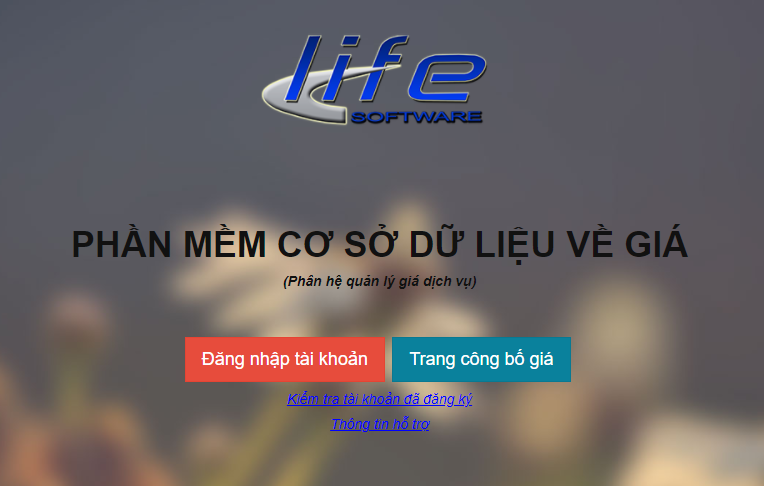 life
SOFTWARE
PHẦN MỀM CƠ SỞ DỮ LIỆU VỀ GIÁ
(Phân hệ quản lý giá dịch vụ)
Đăng nhập tài khoản Trang công bố giá
Kiểm tra tài khoản đã đăng ký
Thông tin hỗ trợ